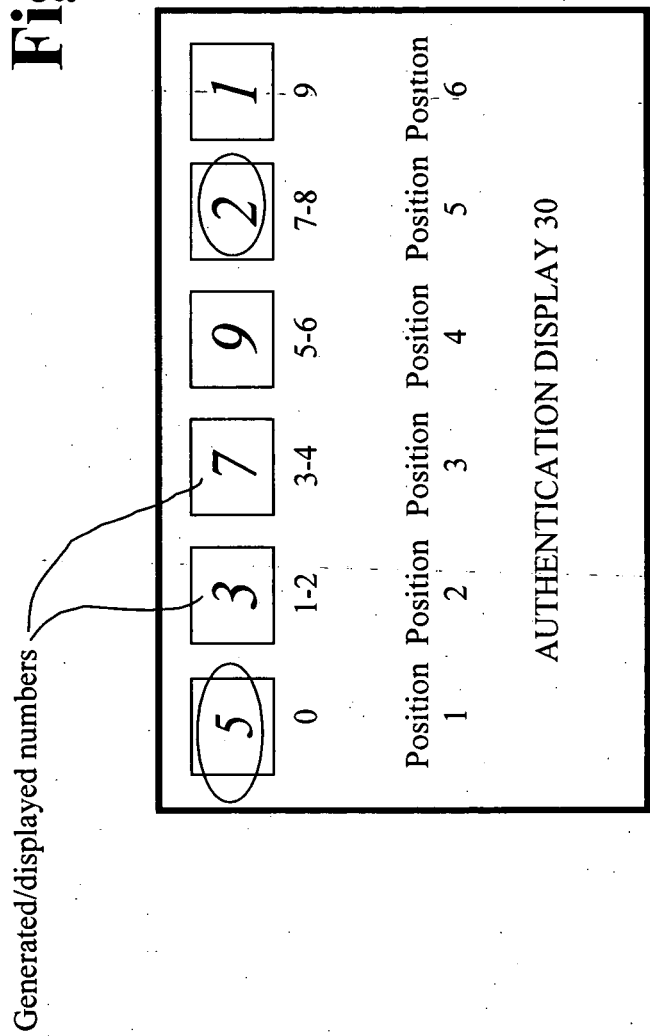 Fi
Generated/displayed numbers
5 3 7 9 2 1
0 1-2 3-4 5-6 7-8 9
Position Position Position Position Position Position
1 2 3 4 5 6
AUTHENTICATION DISPLAY 30